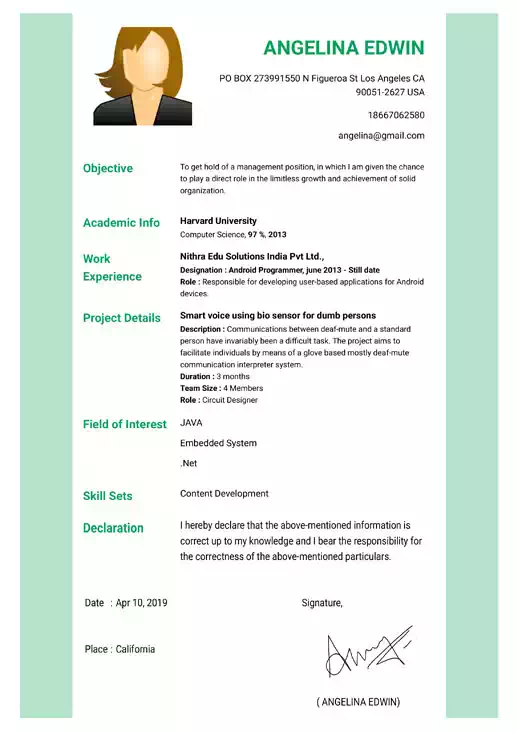 ANGELINA EDWIN
PO BOX 273991550 N Figueroa St Los Angeles CA
90051-2627 USA
18667062580
angelina@gmail.com
Objective
To get hold of a management position, in which I am given the chance
to play a direct role in the limitless growth and achievement of solid
organization.
Academic Info
Harvard University
Computer Science, 97 %, 2013
Work
Experience
Nithra Edu Solutions India Pvt Ltd.,
Designation : Android Programmer, june 2013 - Still date
Role : Responsible for developing user-based applications for Android
devices.
Project Details
Smart voice using bio sensor for dumb persons
Description : Communications between deaf-mute and a standard
person have invariably been a difficult task. The project aims to
facilitate individuals by means of a glove based mostly deaf-mute
communication interpreter system.
Duration : 3 months
Team Size : 4 Members
Role : Circuit Designer
Field of Interest
JAVA
Embedded System
.Net
Skill Sets
Content Development
Declaration
I hereby declare that the above-mentioned information is
correct up to my knowledge and I bear the responsibility for
the correctness of the above-mentioned particulars.
Date : Apr 10, 2019
Signature,
Place : California
( ANGELINA EDWIN)